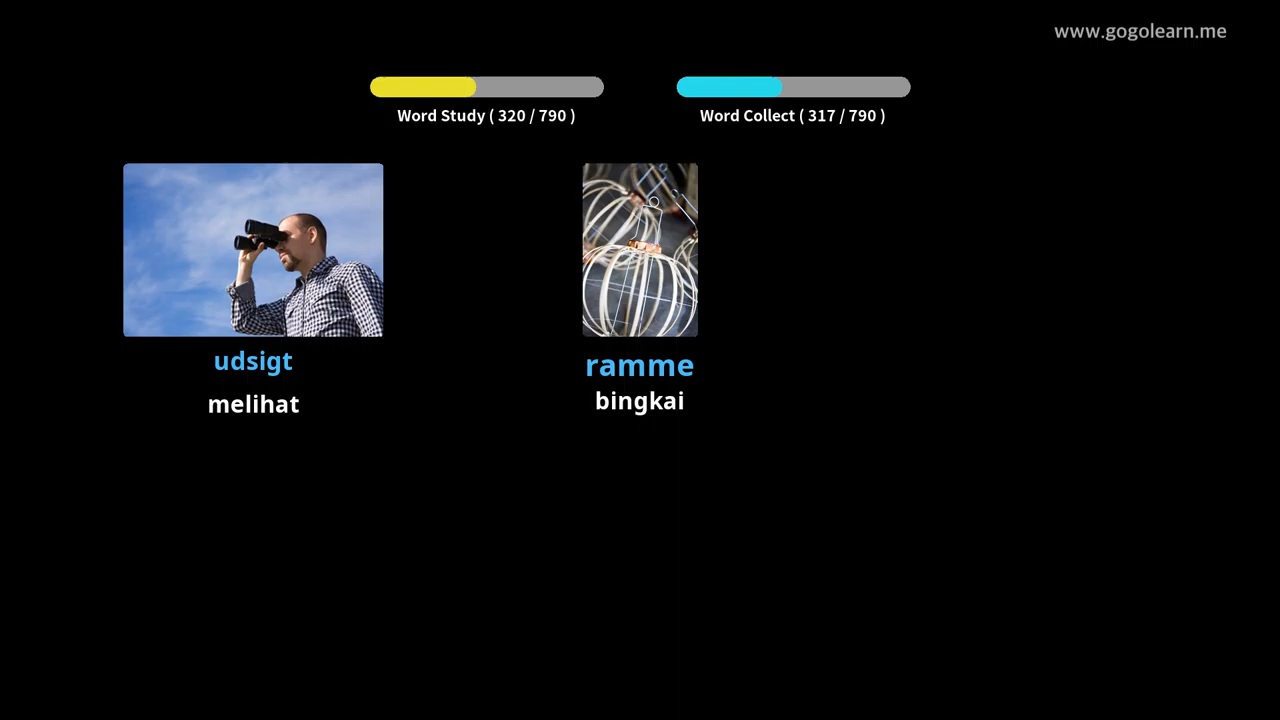 www.gogolearn.me
Word Study ( 320 / 790 )
Word Collect ( 317 / 790 )
udsigt
melihat
ramme
bingkai